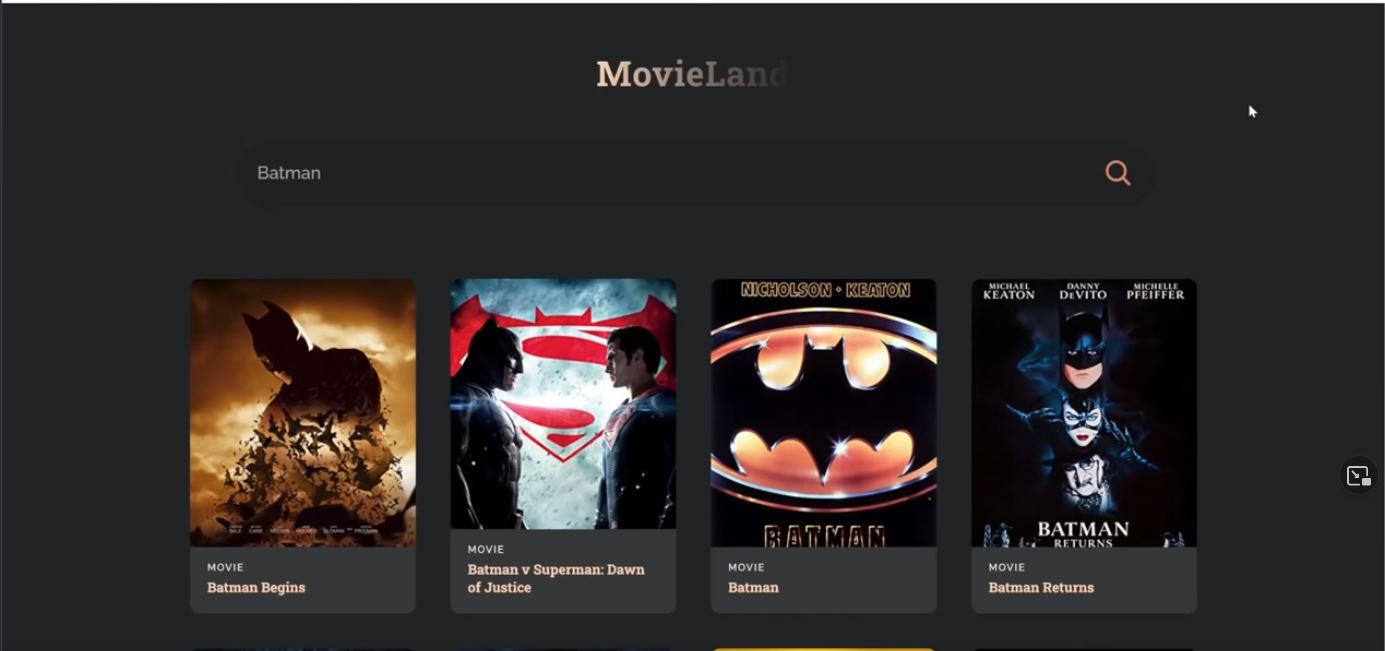 MovieLand
Batman
NICHOLSON • KEATON
BATMAN
MICHAEL KEATON
DANNY DEVITO
MICHELLE PFEIFFER
BATMAN
RETURNS
MOVIE
Batman Begins
MOVIE
Batman v Superman: Dawn
of Justice
MOVIE
Batman
MOVIE
Batman Returns